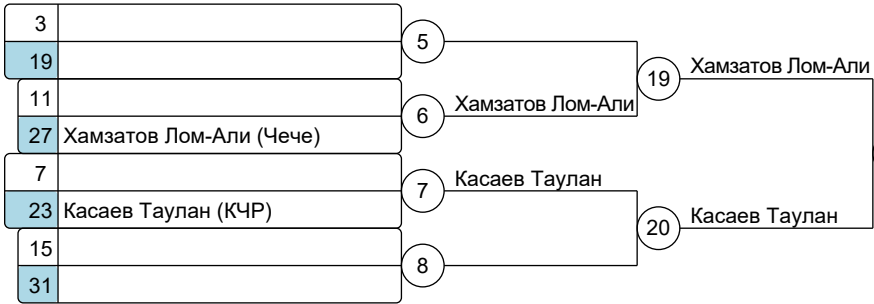 3
5
19
19 Хамзатов Лом-Али
11
6 Хамзатов Лом-Али
27 Хамзатов Лом-Али (Чече)
7
7 Касаев Таулан
23 Касаев Таулан (КЧР)
20 Касаев Таулан
15
8
31